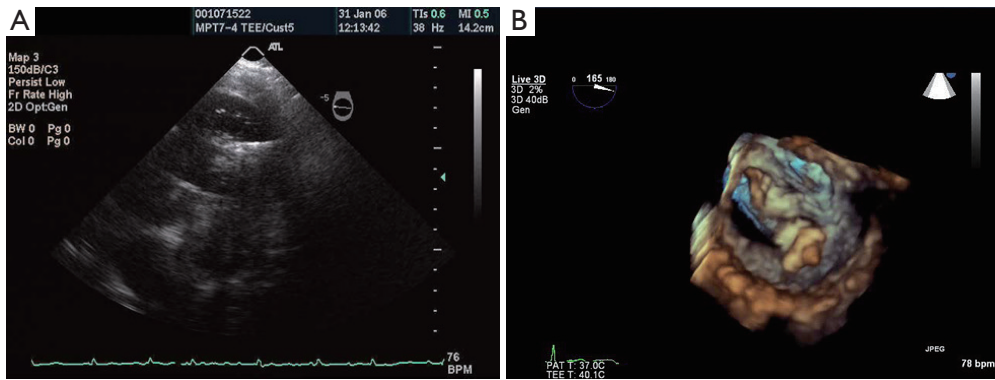 A
001071522 31 Jan 06 TIs 0.6 MI 0.5
MPT7-4 TEE/Cust5 12:13:42 38 Hz 14.2cm
ATL
Map 3
150dB/C3
Persist Low
Fr Rate High
2D Opt:Gen
BW 0 Pg 0
Col 0 Pg 0
-5
76
BPM
B
Live 3D
3D 2%
3D 40dB
Gen
0 165 180
JPEG
PAT T: 37.0C
TEE T: 40.1C
78 bpm